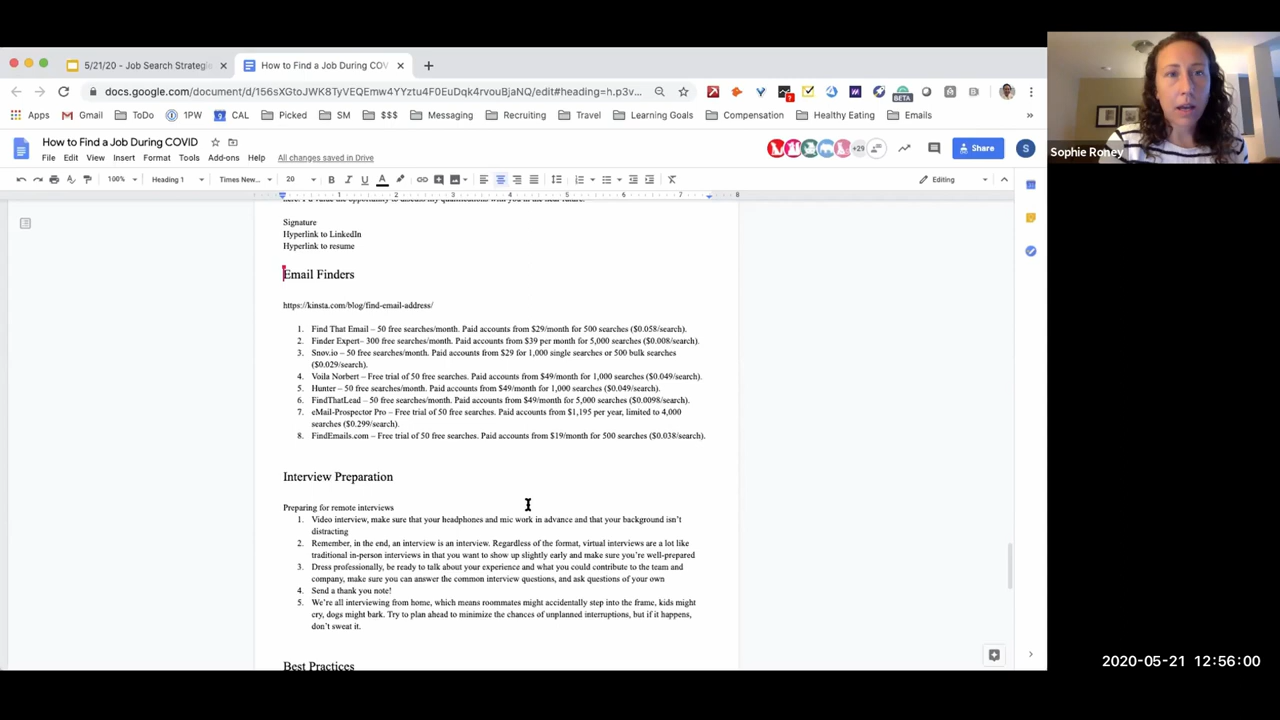 5/21/20 - Job Search Strategie
How to Find a Job During COV
docs.google.com/document/d/156sXGtoJWK8TyVEQEmw4YYztu4F0EuDqk4rvouBjaNQ/edit#heading=h.p3v...
Apps Gmail ToDo 1PW CAL Picked SM $$$ Messaging Recruiting Travel Learning Goals Compensation Healthy Eating Emails »
BETA
How to Find a Job During COVID
File Edit View Insert Format Tools Add-ons Help All changes saved in Drive
+29
Share
S
100% Heading 1 Times New... 20 B I U A Editing
1 2 3 4 5 6 7 8
Signature
Hyperlink to LinkedIn
Hyperlink to resume
Email Finders
https://kinsta.com/blog/find-email-address/
1. Find That Email – 50 free searches/month. Paid accounts from $29/month for 500 searches ($0.058/search).
2. Finder Expert– 300 free searches/month. Paid accounts from $39 per month for 5,000 searches ($0.008/search).
3. Snov.io – 50 free searches/month. Paid accounts from $29 for 1,000 single searches or 500 bulk searches
($0.029/search).
4. Voila Norbert – Free trial of 50 free searches. Paid accounts from $49/month for 1,000 searches ($0.049/search).
5. Hunter – 50 free searches/month. Paid accounts from $49/month for 1,000 searches ($0.049/search).
6. FindThatLead – 50 free searches/month. Paid accounts from $49/month for 5,000 searches ($0.0098/search).
7. eMail-Prospector Pro – Free trial of 50 free searches. Paid accounts from $1,195 per year, limited to 4,000
searches ($0.299/search).
8. FindEmails.com – Free trial of 50 free searches. Paid accounts from $19/month for 500 searches ($0.038/search).
Interview Preparation
Preparing for remote interviews
1. Video interview, make sure that your headphones and mic work in advance and that your background isn't
distracting
2. Remember, in the end, an interview is an interview. Regardless of the format, virtual interviews are a lot like
traditional in-person interviews in that you want to show up slightly early and make sure you're well-prepared
3. Dress professionally, be ready to talk about your experience and what you could contribute to the team and
company, make sure you can answer the common interview questions, and ask questions of your own
4. Send a thank you note!
5. We're all interviewing from home, which means roommates might accidentally step into the frame, kids might
cry, dogs might bark. Try to plan ahead to minimize the chances of unplanned interruptions, but if it happens,
don't sweat it.
Best Practices
Sophie Roney
2020-05-21 12:56:00